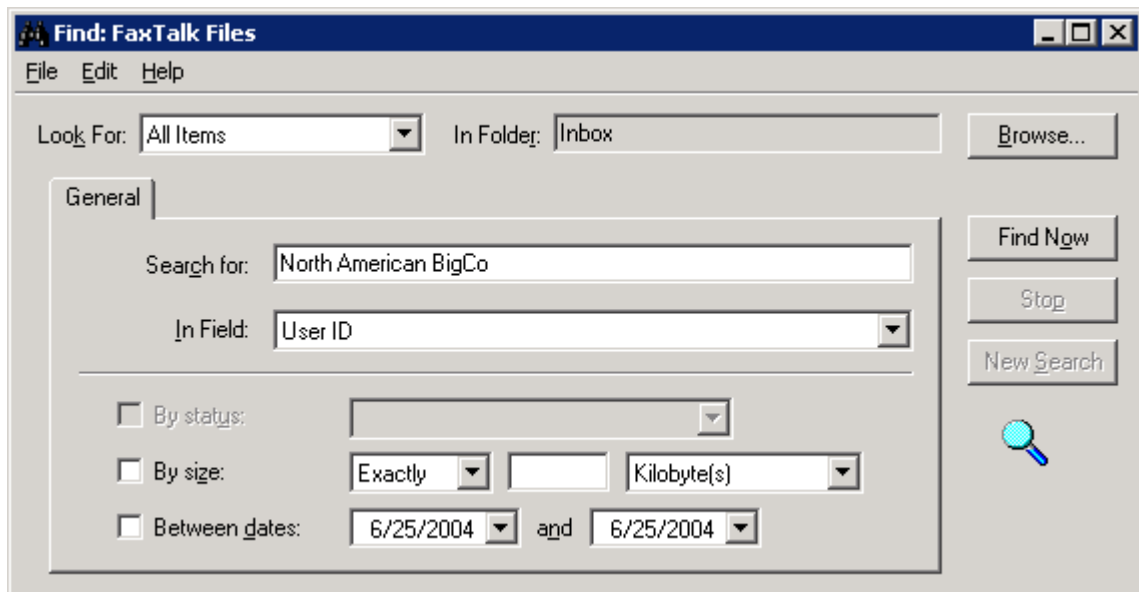 Find: FaxTalk Files
File Edit Help
Look For: All Items In Folder: Inbox Browse...
General
Search for: North American BigCo Find Now
Stop
In Field: User ID
New Search
By status:
By size: Exactly Kilobyte(s)
Between dates: 6/25/2004 and 6/25/2004